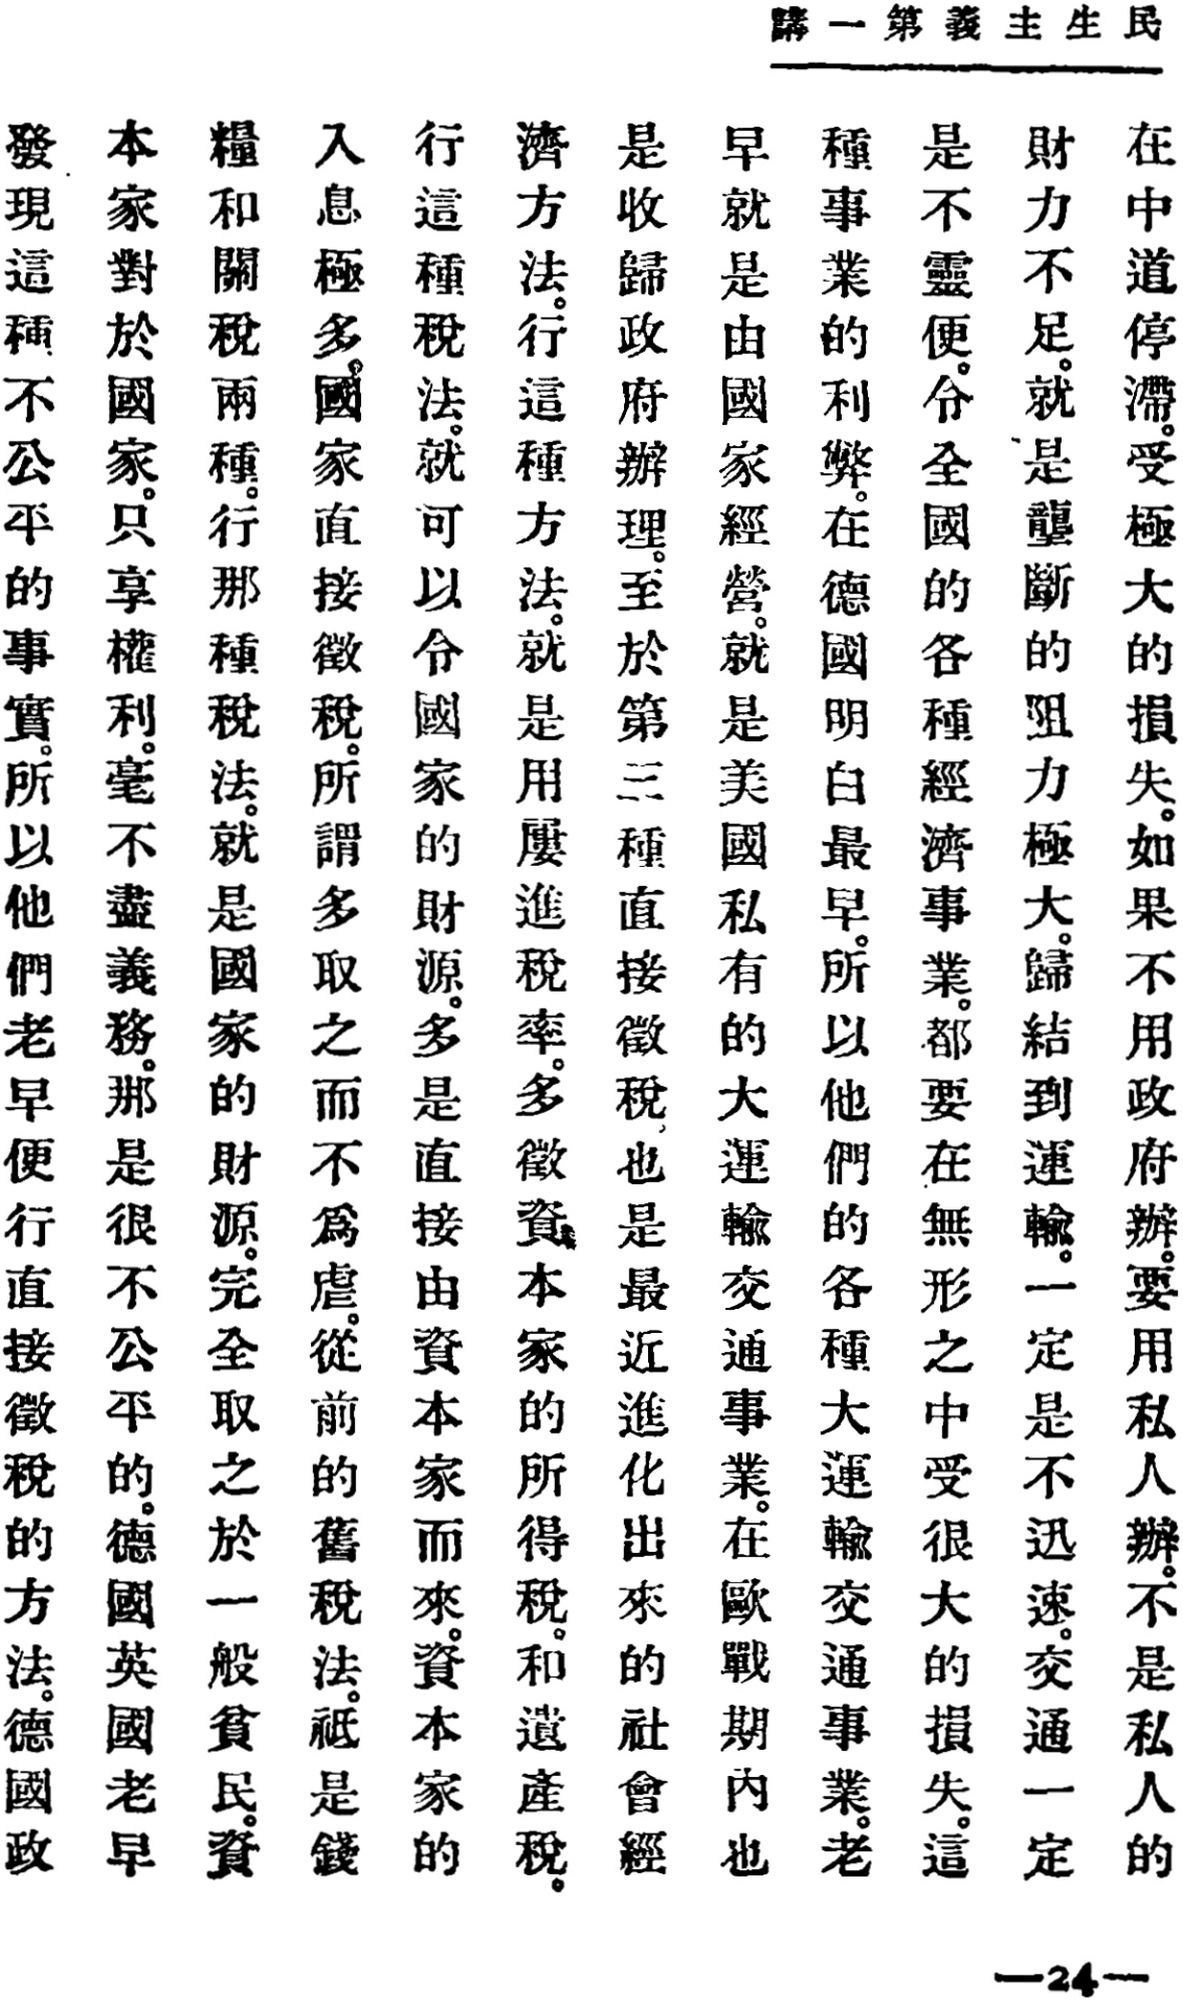 民生主義第一講
在中道停滯。受極大的損失。如果不用政府辦。要用私人辦。不是私人的
財力不足。就是壟斷的阻力極大。歸結到運輸。一定是不迅速。交通一定
是不靈便。令全國的各種經濟事業。都要在無形之中受很大的損失。這
種事業的利弊。在德國明白最早。所以他們的各種大運輸交通事業。老
早就是由國家經營。就是美國私有的大運輸交通事業。在歐戰期內也
是收歸政府辦理。至於第三種直接徵稅、也是最近進化出來的社會經
濟方法。行這種方法。就是用屢進稅率。多徵資本家的所得稅。和遺產稅。
行這種稅法。就可以令國家的財源。多是直接由資本家而來。資本家的
入息極多。國家直接徵稅。所謂多取之而不為虐。從前的舊稅法。祗是錢
糧和關稅兩種。行那種稅法。就是國家的財源。完全取之於一般貧民。資
本家對於國家。只享權利。毫不盡義務。那是很不公平的。德國英國老早
發現這種不公平的事實。所以他們老早便行直接徵稅的方法。德國政
—24—